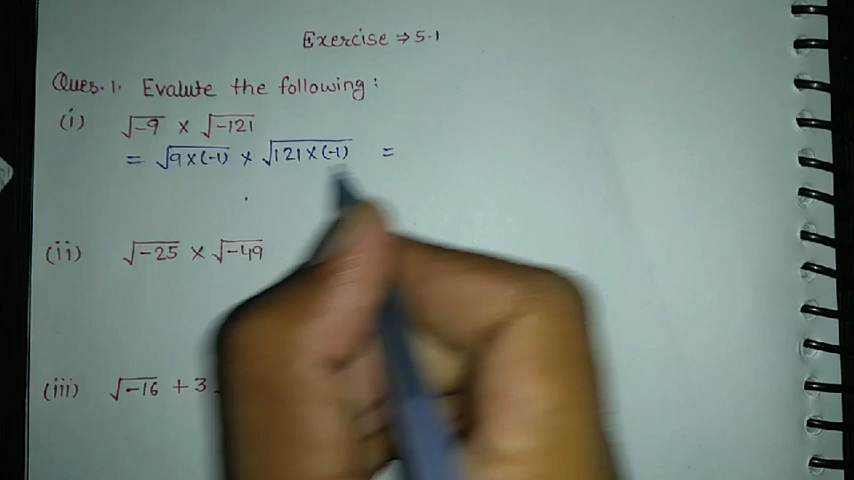 Exercise ⇒ 5.1
Ques. 1. Evalute the following :
(i) √-9 × √-121
= √9×(-1) × √121×(-1) =
(ii) √-25 × √-49
(iii) √-16 + 3